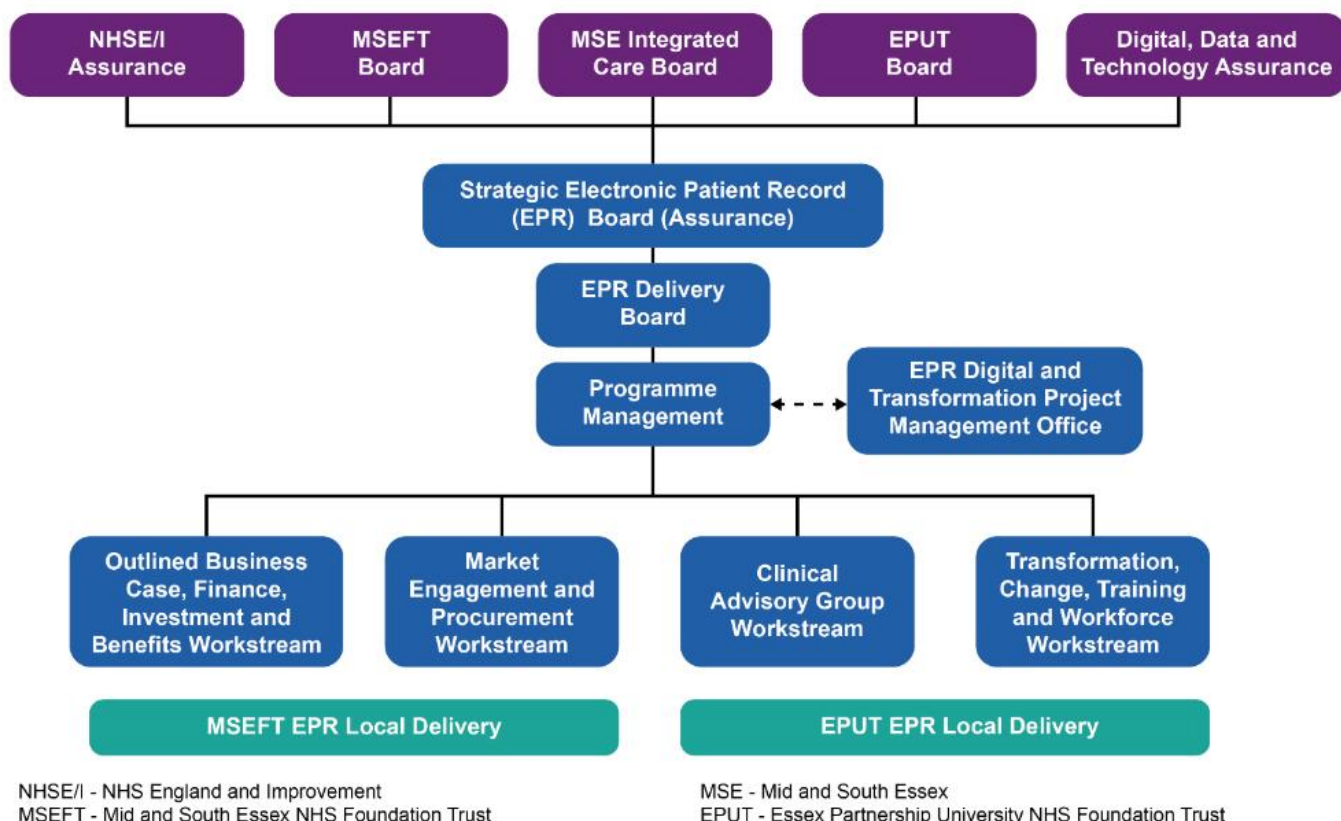 NHSE/I
Assurance
MSEFT
Board
MSE Integrated
Care Board
EPUT
Board
Digital, Data and
Technology Assurance
Strategic Electronic Patient Record
(EPR) Board (Assurance)
EPR Delivery
Board
Programme
Management
EPR Digital and
Transformation Project
Management Office
Outlined Business
Case, Finance,
Investment and
Benefits Workstream
Market
Engagement and
Procurement
Workstream
Clinical
Advisory Group
Workstream
Transformation,
Change, Training
and Workforce
Workstream
MSEFT EPR Local Delivery
EPUT EPR Local Delivery
NHSE/I - NHS England and Improvement
MSEFT - Mid and South Essex NHS Foundation Trust
MSE - Mid and South Essex
EPUT - Essex Partnership University NHS Foundation Trust